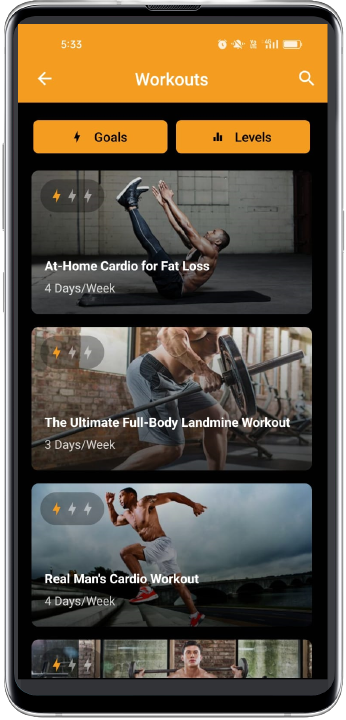 5:33
Workouts
Goals
Levels
At-Home Cardio for Fat Loss
4 Days/Week
The Ultimate Full-Body Landmine Workout
3 Days/Week
Real Man's Cardio Workout
4 Days/Week